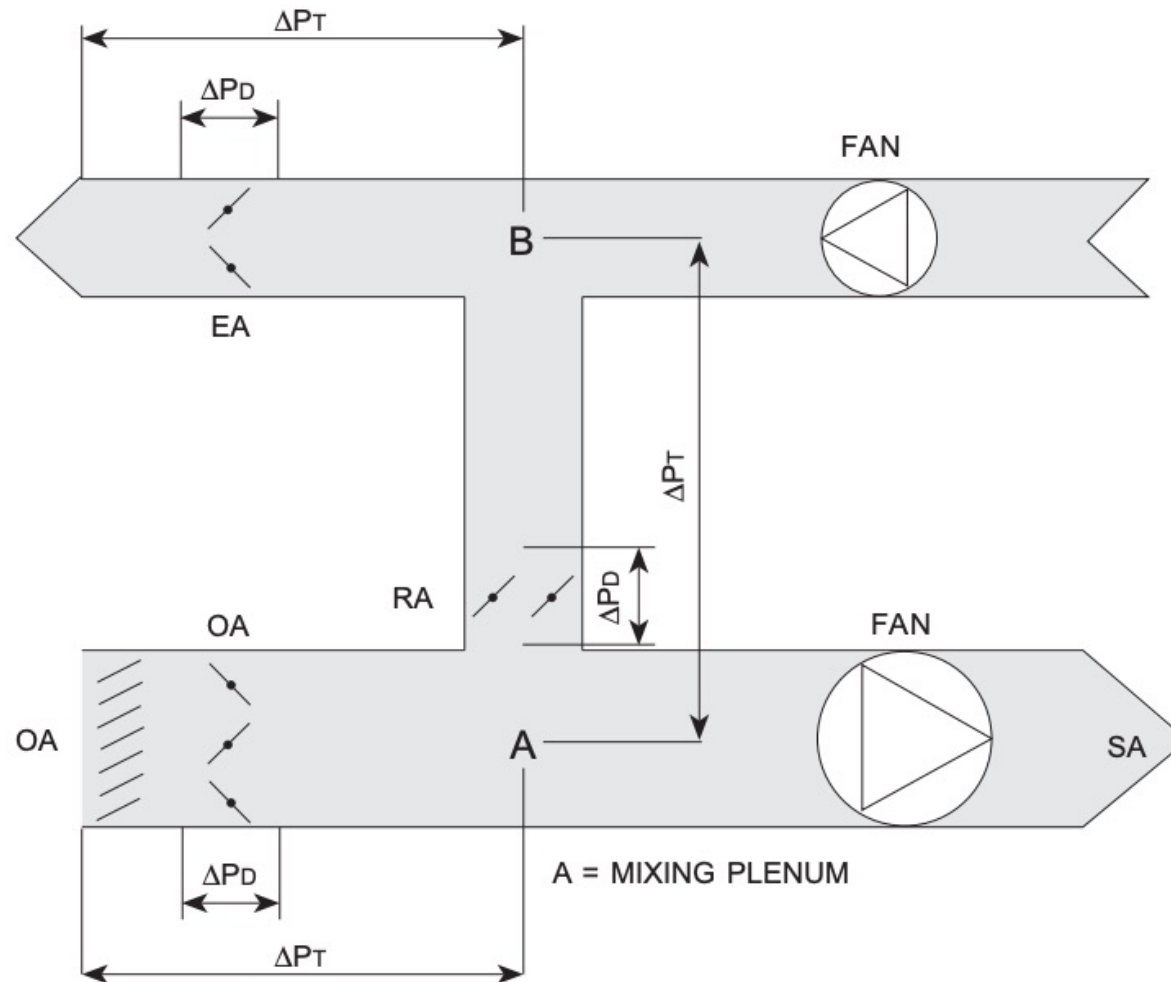 ΔPT
ΔPD
FAN
B
EA
ΔPT
RA
ΔPD
OA
FAN
OA
A
SA
ΔPD
A = MIXING PLENUM
ΔPT